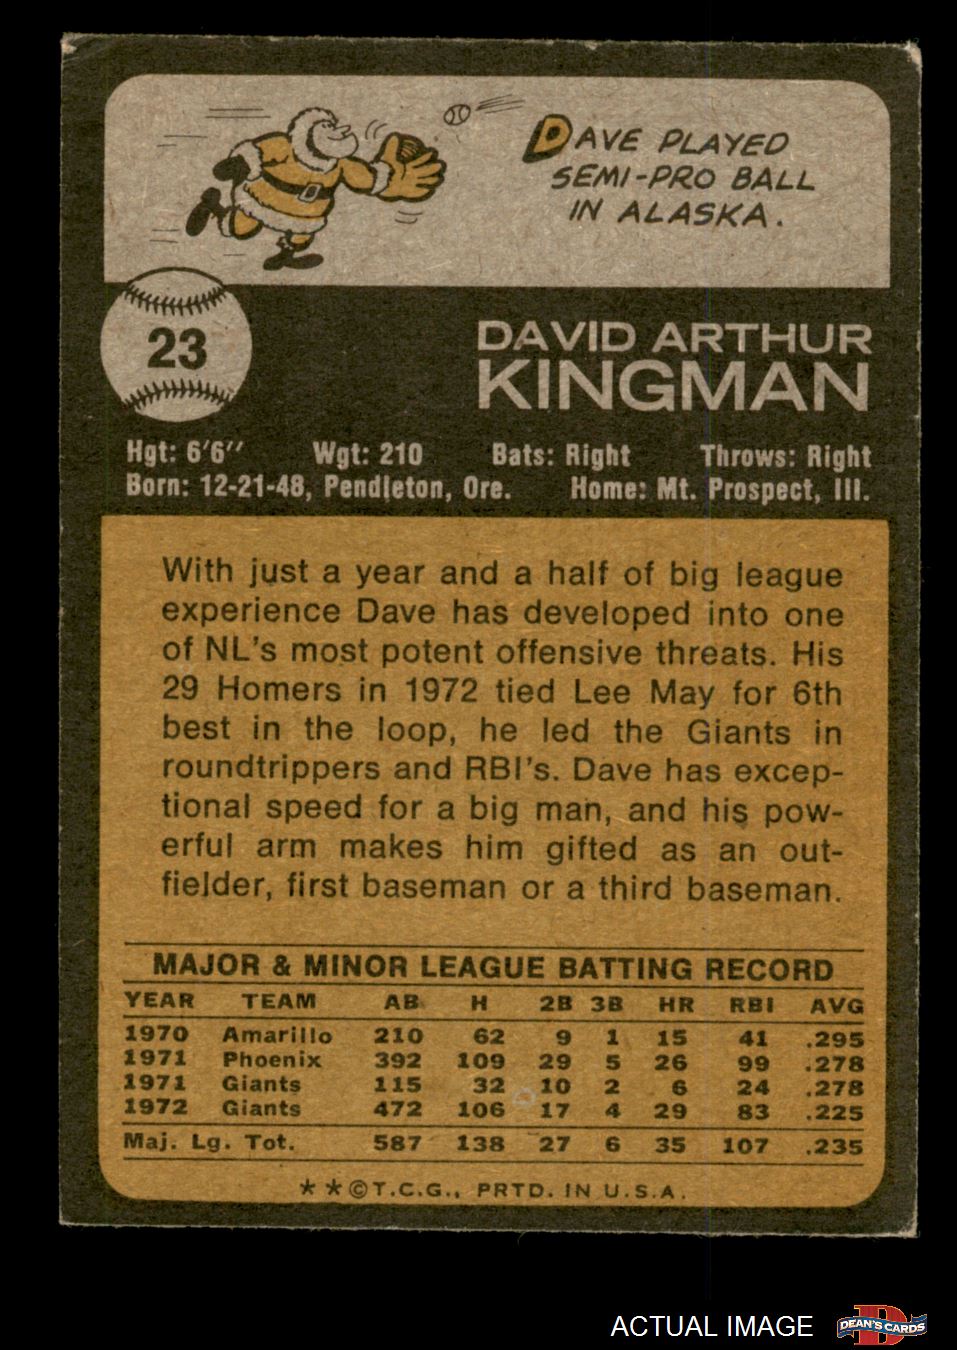 DAVE PLAYED
SEMI-PRO BALL
IN ALASKA.
23
DAVID ARTHUR
KINGMAN
Hgt: 6'6" Wgt: 210 Bats: Right Throws: Right
Born: 12-21-48, Pendleton, Ore. Home: Mt. Prospect, Ill.
With just a year and a half of big league
experience Dave has developed into one
of NL's most potent offensive threats. His
29 Homers in 1972 tied Lee May for 6th
best in the loop, he led the Giants in
roundtrippers and RBI's. Dave has excep-
tional speed for a big man, and his pow-
erful arm makes him gifted as an out-
fielder, first baseman or a third baseman.
MAJOR & MINOR LEAGUE BATTING RECORD
YEAR TEAM AB H 2B 3B HR RBI AVG
1970 Amarillo 210 62 9 1 15 41 .295
1971 Phoenix 392 109 29 5 26 99 .278
1971 Giants 115 32 10 2 6 24 .278
1972 Giants 472 106 17 4 29 83 .225
Maj. Lg. Tot. 587 138 27 6 35 107 .235
★★©T.C.G., PRTD. IN U.S.A.
ACTUAL IMAGE
DEAN'S CARDS